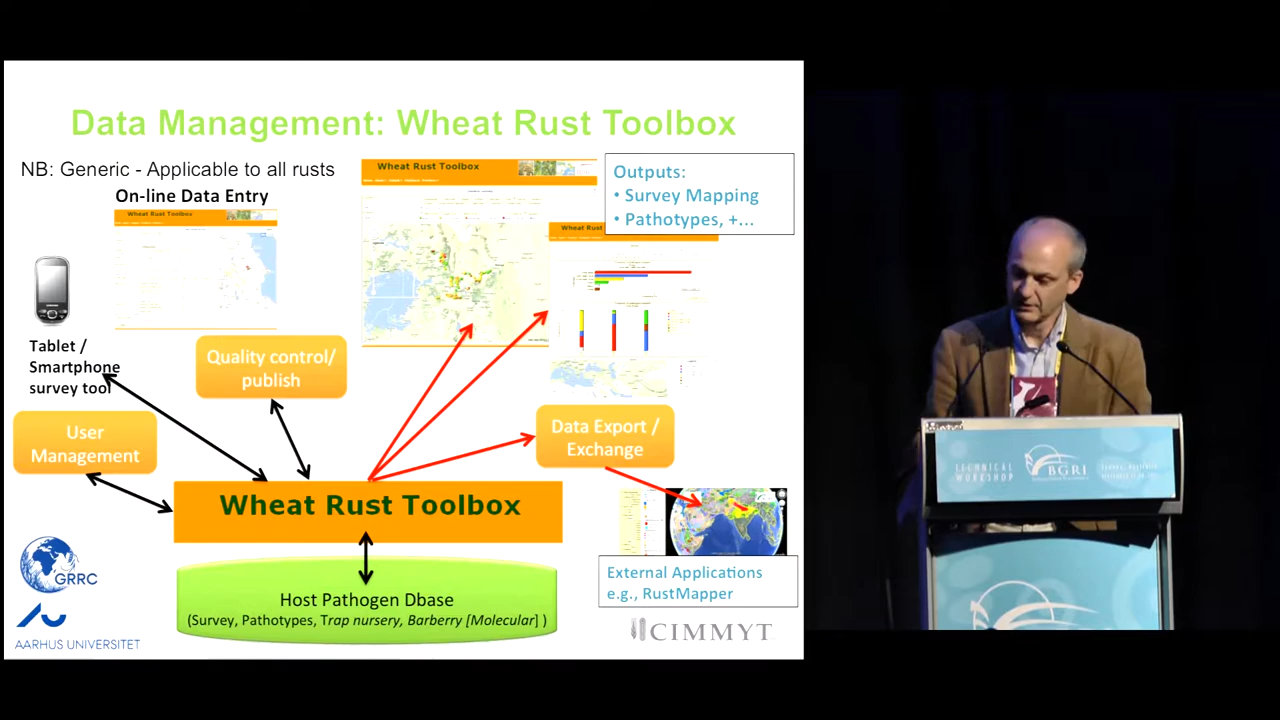 Data Management: Wheat Rust Toolbox
NB: Generic - Applicable to all rusts
On-line Data Entry
Wheat Rust Toolbox
Wheat Rust Toolbox
Outputs:
• Survey Mapping
• Pathotypes, +...
Wheat Rust
Tablet /
Smartphone
survey tool
Quality control/
publish
User
Management
Data Export /
Exchange
Wheat Rust Toolbox
Host Pathogen Dbase
(Survey, Pathotypes, Trap nursery, Barberry [Molecular] )
External Applications
e.g., RustMapper
GRRC
AARHUS UNIVERSITET
CIMMYT
TECHNICAL
WORKSHOP
BGRI